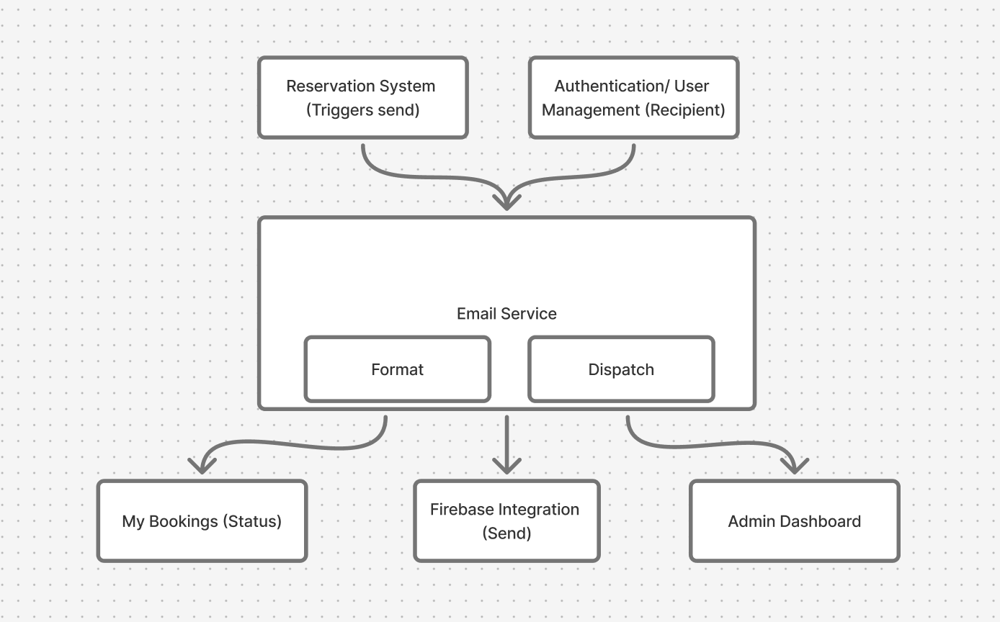 Reservation System
(Triggers send)
Authentication/ User
Management (Recipient)
Email Service
Format
Dispatch
My Bookings (Status)
Firebase Integration
(Send)
Admin Dashboard